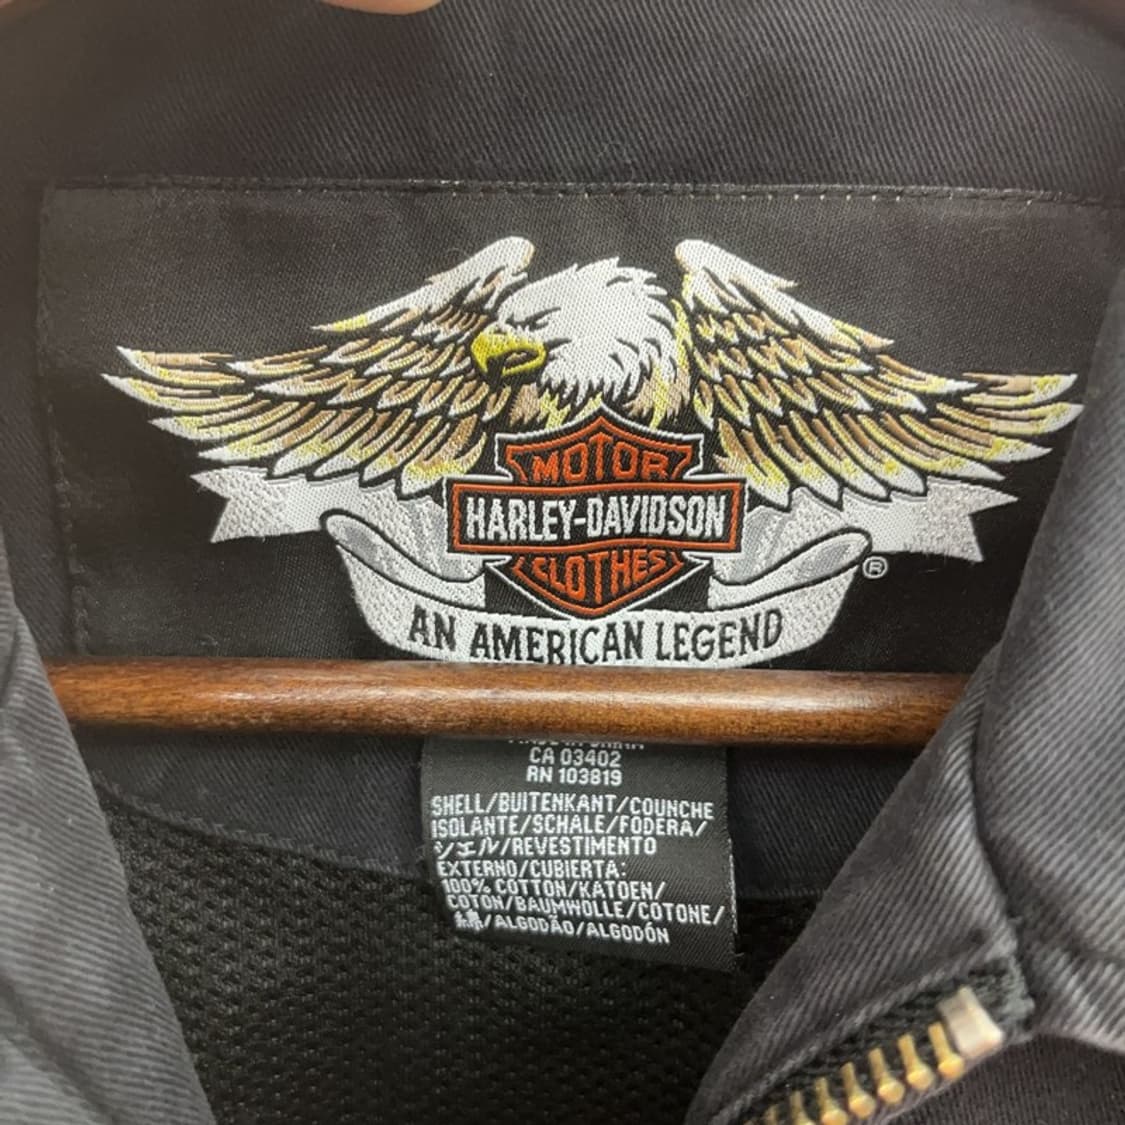 MOTOR
HARLEY-DAVIDSON
CLOTHES
®
AN AMERICAN LEGEND
CA 03402
RN 103819
SHELL/BUITENKANT/COUNCHE
ISOLANTE/SCHALE/FODERA/
シェル/REVESTIMENTO
EXTERNO/CUBIERTA:
100% COTTON/KATOEN/
COTON/BAUMWOLLE/COTONE/
/ALGODÃO/ALGODÓN